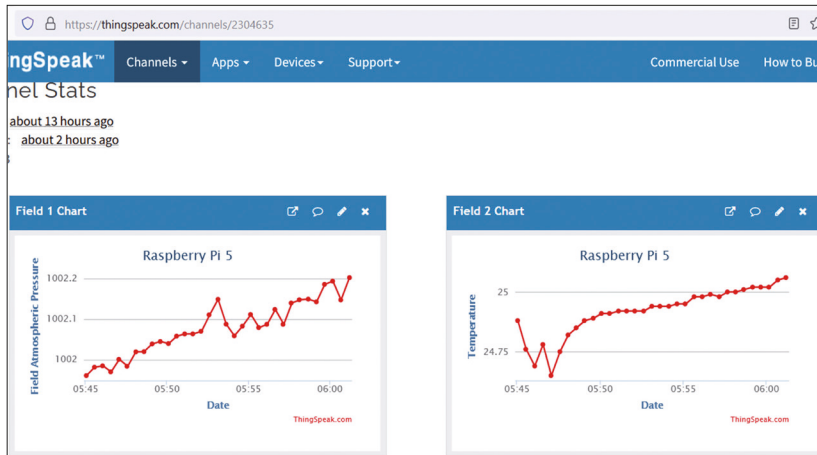 https://thingspeak.com/channels/2304635
ngSpeak™ Channels Apps Devices Support Commercial Use How to Bu
nel Stats
about 13 hours ago
: about 2 hours ago
Field 1 Chart
Raspberry Pi 5
Field Atmospheric Pressure
1002.2
1002.1
1002
05:45 05:50 05:55 06:00
Date
ThingSpeak.com
Field 2 Chart
Raspberry Pi 5
Temperature
25
24.75
05:45 05:50 05:55 06:00
Date
ThingSpeak.com